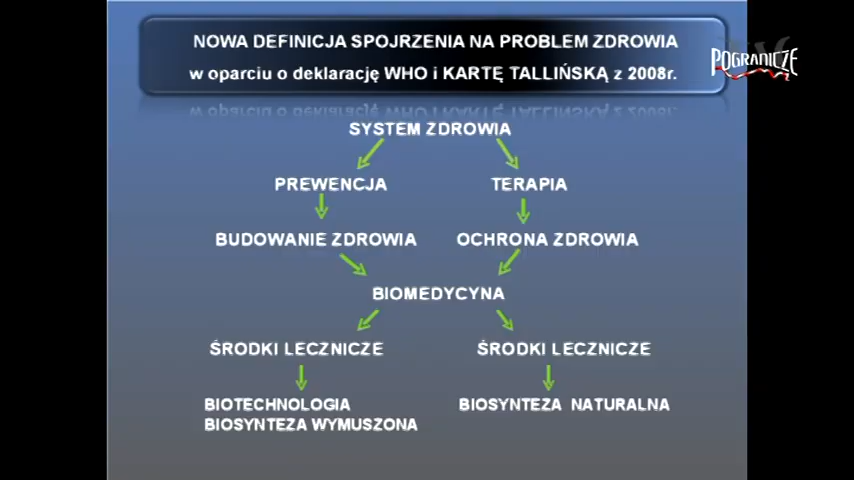 NOWA DEFINICJA SPOJRZENIA NA PROBLEM ZDROWIA
w oparciu o deklarację WHO i KARTĘ TALLIŃSKĄ z 2008r.
POGRANICZE
SYSTEM ZDROWIA
PREWENCJA TERAPIA
BUDOWANIE ZDROWIA OCHRONA ZDROWIA
BIOMEDYCYNA
ŚRODKI LECZNICZE ŚRODKI LECZNICZE
BIOTECHNOLOGIA BIOSYNTEZA NATURALNA
BIOSYNTEZA WYMUSZONA